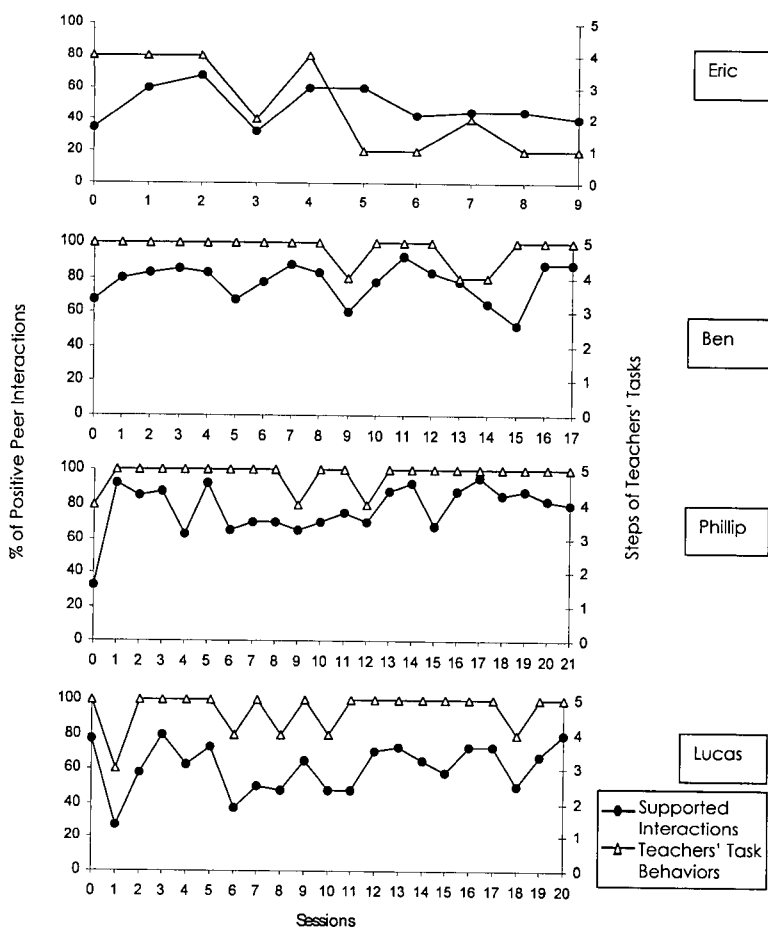 % of Positive Peer Interactions
Steps of Teachers' Tasks
100 80 60 40 20 0
5 4 3 2 1 0
0 1 2 3 4 5 6 7 8 9
Eric
100 80 60 40 20 0
5 4 3 2 1 0
0 1 2 3 4 5 6 7 8 9 10 11 12 13 14 15 16 17
Ben
100 80 60 40 20 0
5 4 3 2 1 0
0 1 2 3 4 5 6 7 8 9 10 11 12 13 14 15 16 17 18 19 20 21
Phillip
100 80 60 40 20 0
5 4 3 2 1 0
0 1 2 3 4 5 6 7 8 9 10 11 12 13 14 15 16 17 18 19 20
Lucas
Supported
Interactions
Teachers' Task
Behaviors
Sessions